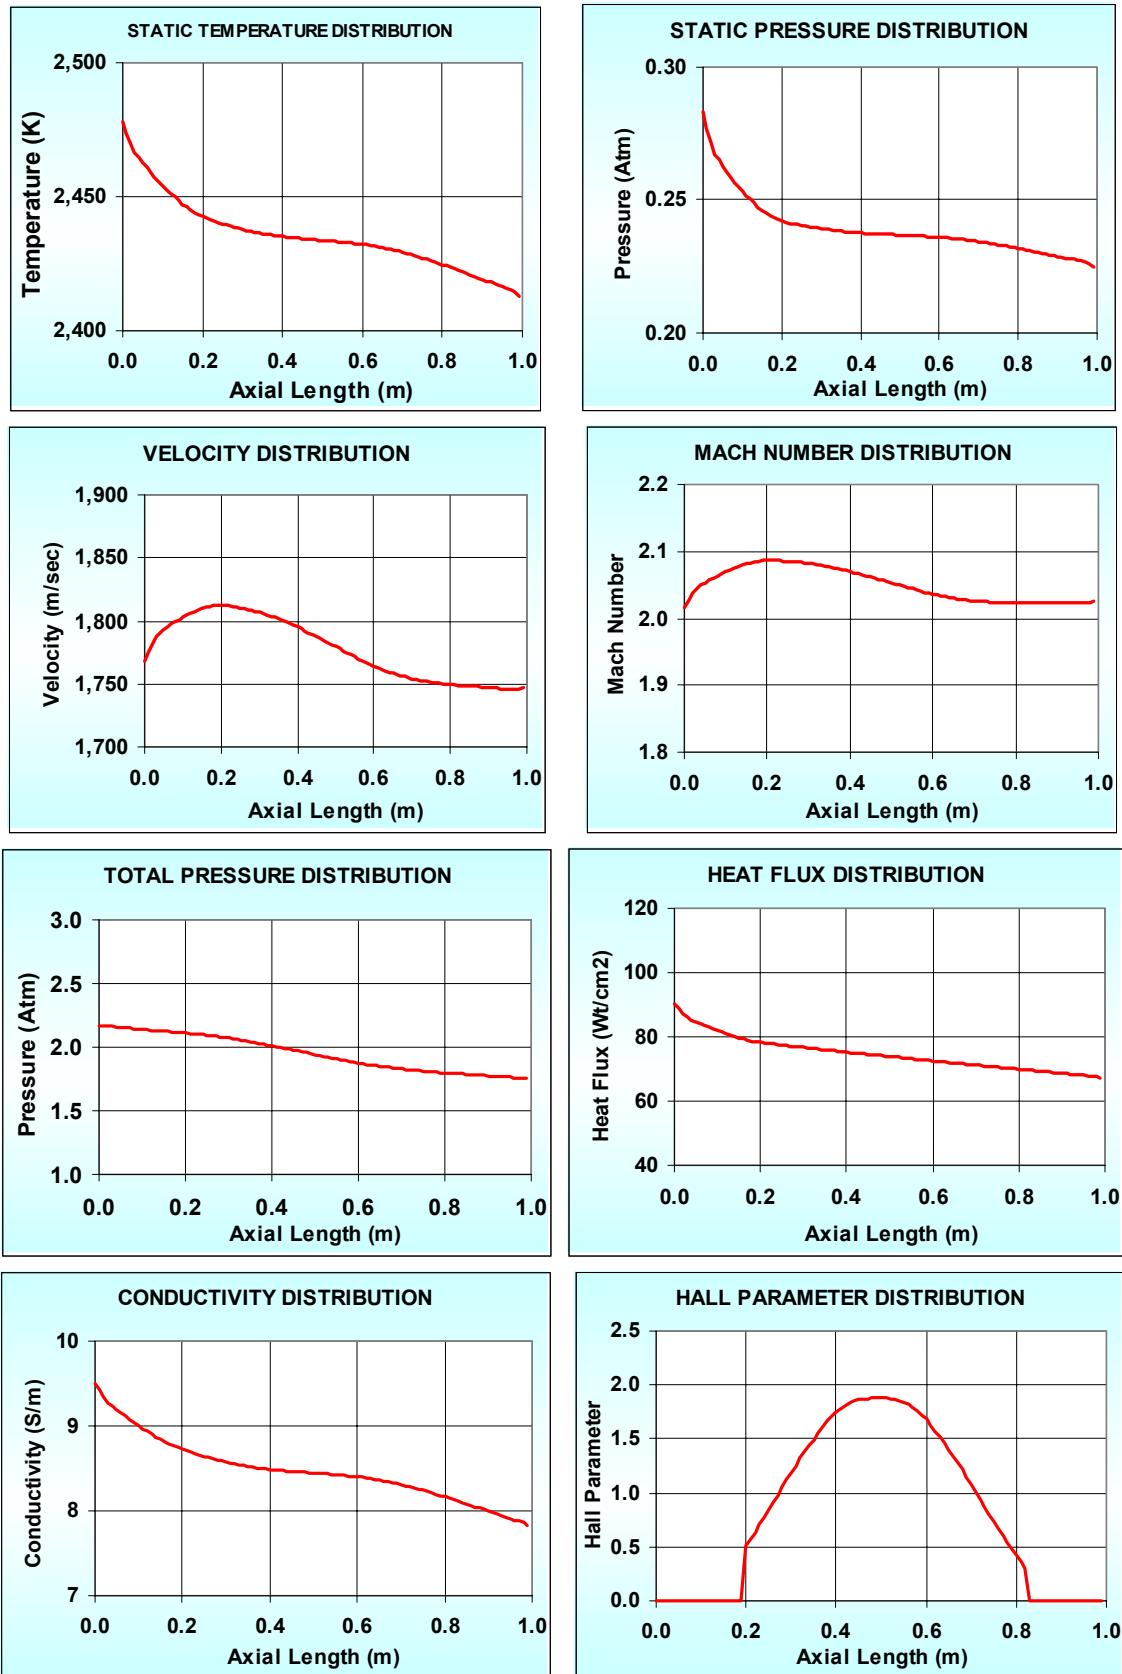 STATIC TEMPERATURE DISTRIBUTION
Temperature (K)
2,500
2,450
2,400
0.0 0.2 0.4 0.6 0.8 1.0
Axial Length (m)
STATIC PRESSURE DISTRIBUTION
Pressure (Atm)
0.30
0.25
0.20
0.0 0.2 0.4 0.6 0.8 1.0
Axial Length (m)
VELOCITY DISTRIBUTION
Velocity (m/sec)
1,900
1,850
1,800
1,750
1,700
0.0 0.2 0.4 0.6 0.8 1.0
Axial Length (m)
MACH NUMBER DISTRIBUTION
Mach Number
2.2
2.1
2.0
1.9
1.8
0.0 0.2 0.4 0.6 0.8 1.0
Axial Length (m)
TOTAL PRESSURE DISTRIBUTION
Pressure (Atm)
3.0
2.5
2.0
1.5
1.0
0.0 0.2 0.4 0.6 0.8 1.0
Axial Length (m)
HEAT FLUX DISTRIBUTION
Heat Flux (Wt/cm2)
120
100
80
60
40
0.0 0.2 0.4 0.6 0.8 1.0
Axial Length (m)
CONDUCTIVITY DISTRIBUTION
Conductivity (S/m)
10
9
8
7
0.0 0.2 0.4 0.6 0.8 1.0
Axial Length (m)
HALL PARAMETER DISTRIBUTION
Hall Parameter
2.5
2.0
1.5
1.0
0.5
0.0
0.0 0.2 0.4 0.6 0.8 1.0
Axial Length (m)